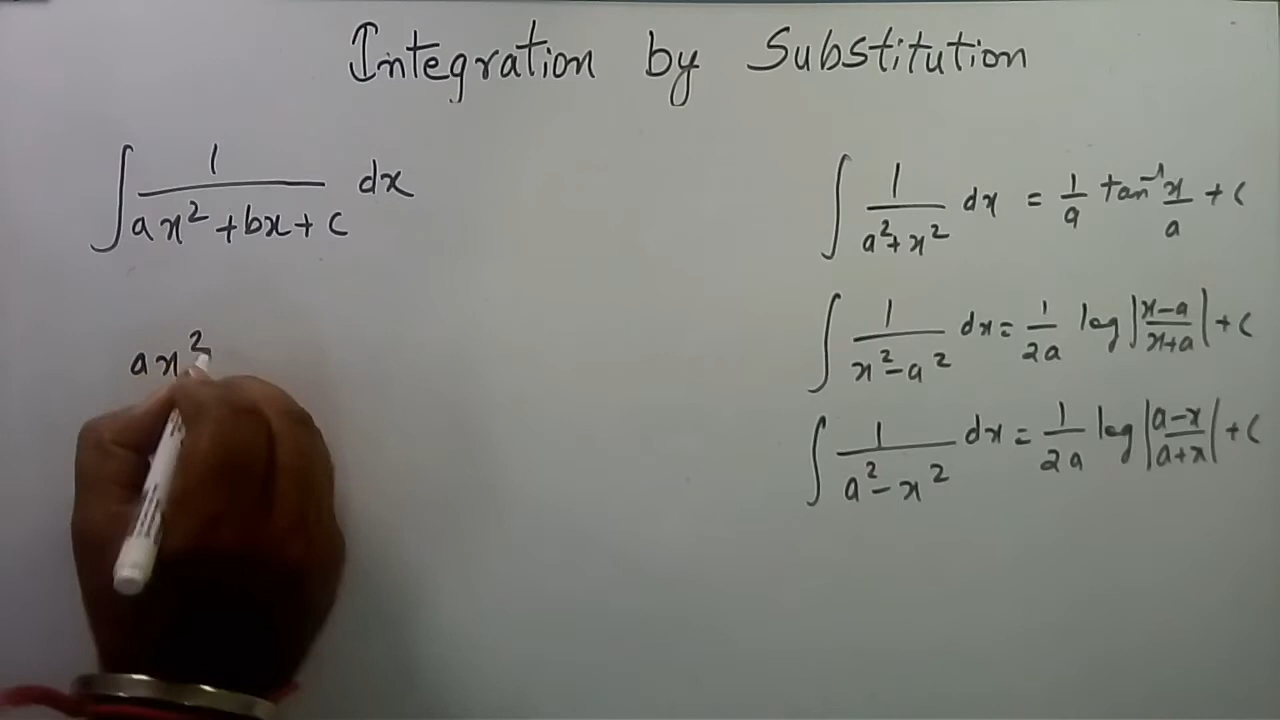 Integration by Substitution
∫ 1/(ax² + bx + c) dx
ax²
∫ 1/(a² + x²) dx = 1/a tan⁻¹ x/a + C
∫ 1/(x² − a²) dx = 1/2a log |(x−a)/(x+a)| + C
∫ 1/(a² − x²) dx = 1/2a log |(a−x)/(a+x)| + C